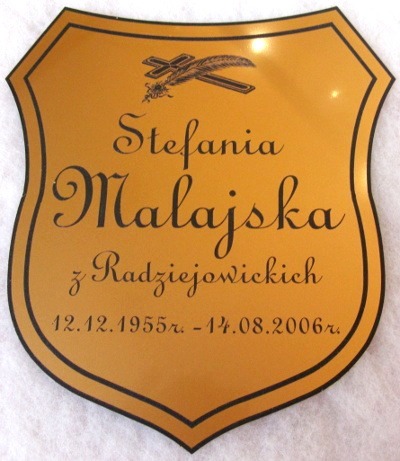 Stefania
Malajska
z Radziejowickich
12.12.1955r. -14.08.2006r.